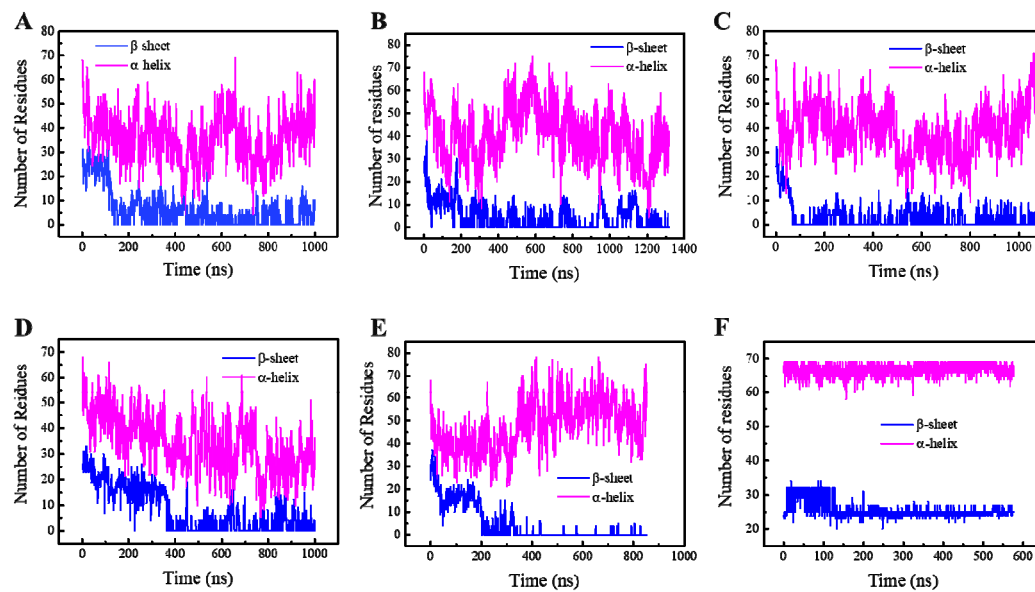 A
β sheet
α helix
Number of Residues
80
70
60
50
40
30
20
10
0
0 200 400 600 800 1000
Time (ns)
B
β-sheet
α-helix
Number of residues
90
80
70
60
50
40
30
20
10
0
0 200 400 600 800 1000 1200 1400
Time (ns)
C
β-sheet
α-helix
Number of Reidues
80
70
60
50
40
30
20
10
0
0 200 400 600 800 1000
Time (ns)
D
β-sheet
α-helix
Number of Reidues
70
60
50
40
30
20
10
0
0 200 400 600 800 1000
Time (ns)
E
β-sheet
α-helix
Number of Residues
80
70
60
50
40
30
20
10
0
0 200 400 600 800 1000
Time (ns)
F
β-sheet
α-helix
Number of residues
70
60
50
40
30
20
0 100 200 300 400 500 600
Time (ns)